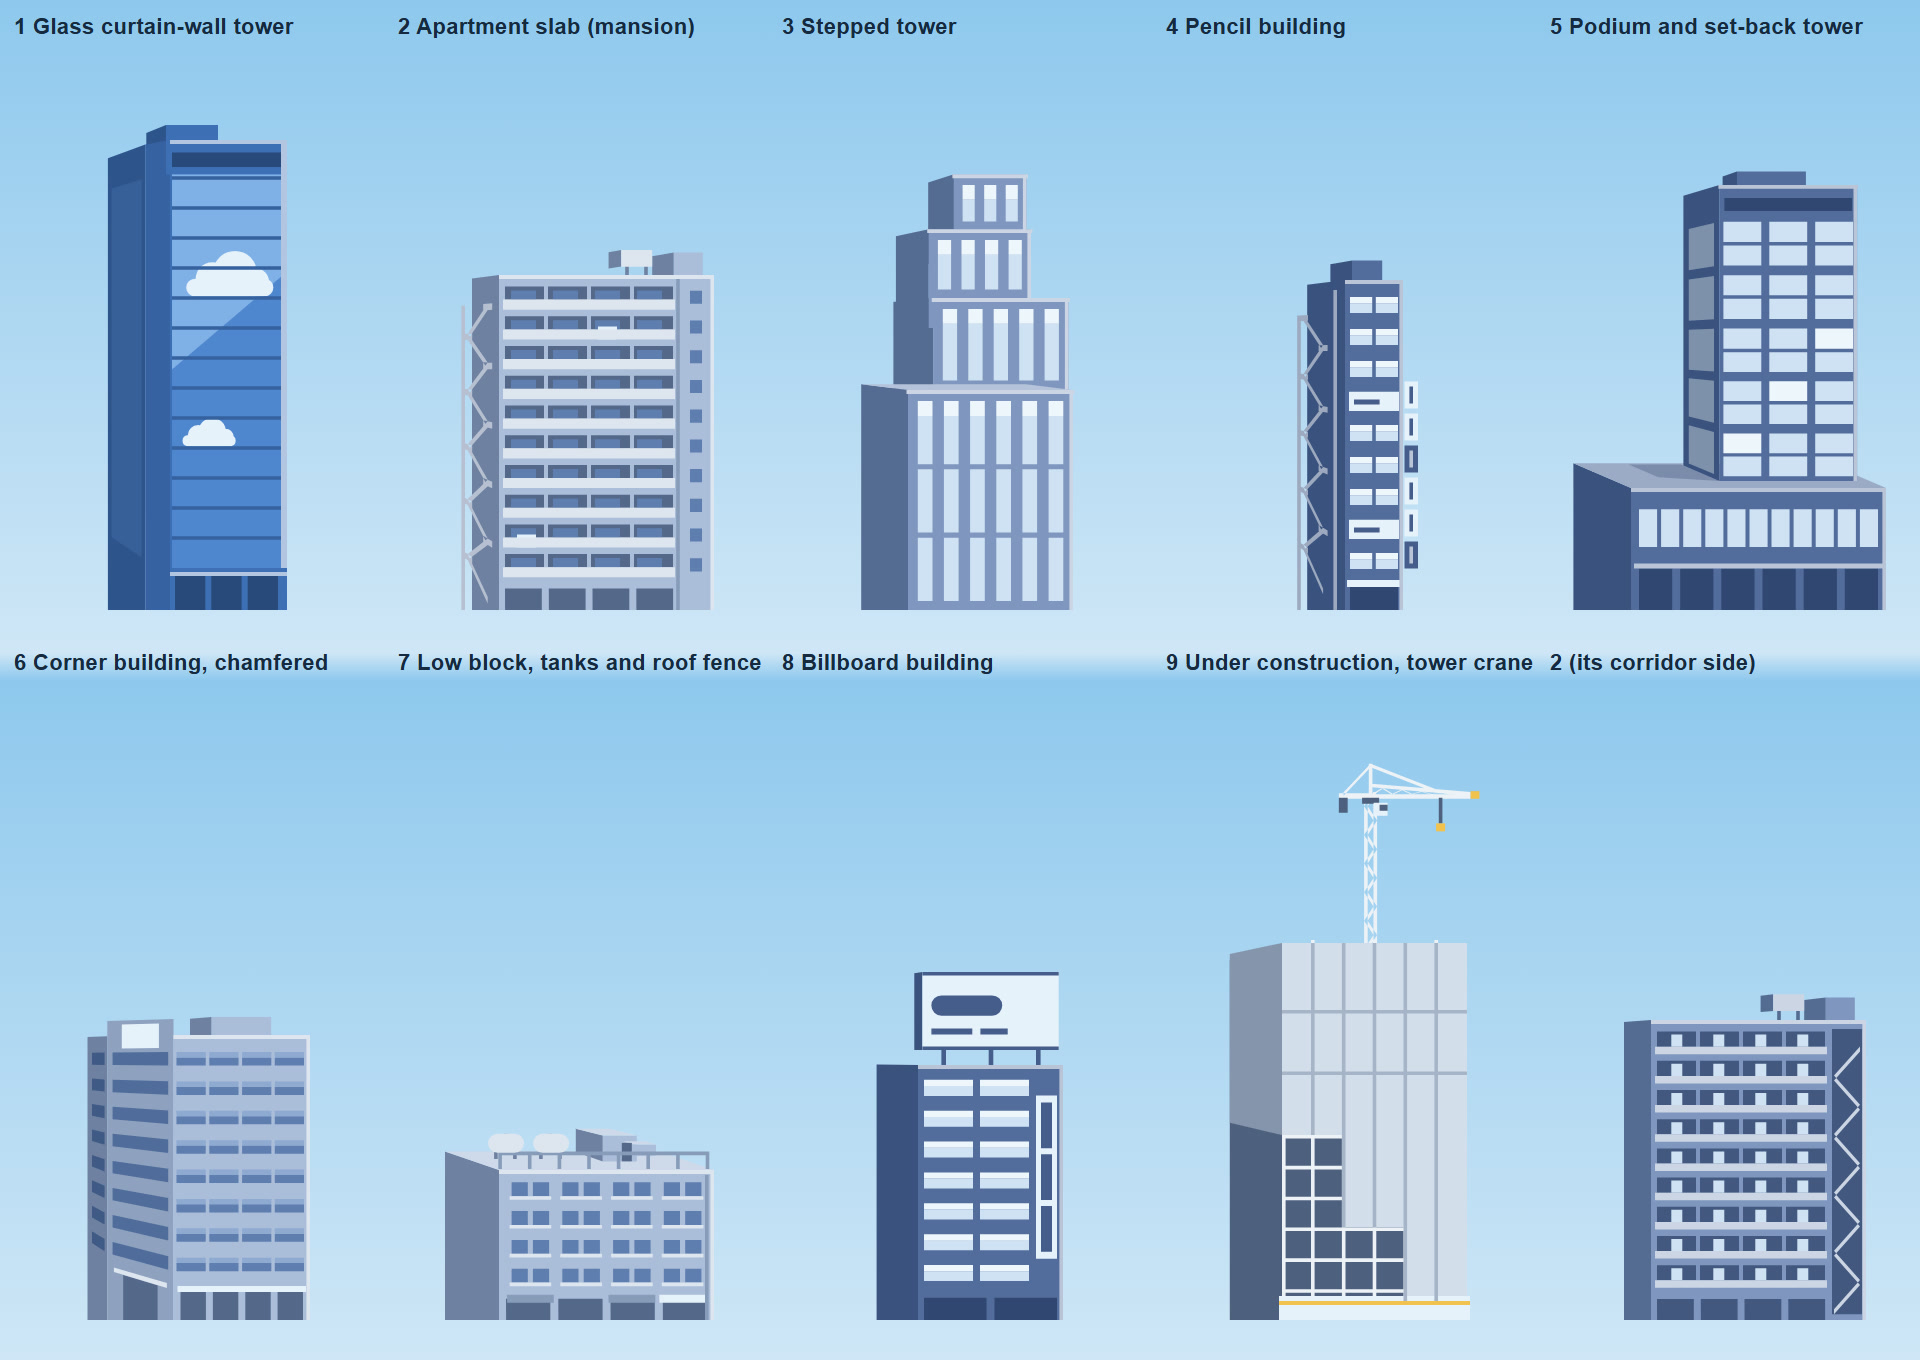 1 Glass curtain-wall tower
2 Apartment slab (mansion)
3 Stepped tower
4 Pencil building
5 Podium and set-back tower
6 Corner building, chamfered
7 Low block, tanks and roof fence
8 Billboard building
9 Under construction, tower crane
2 (its corridor side)